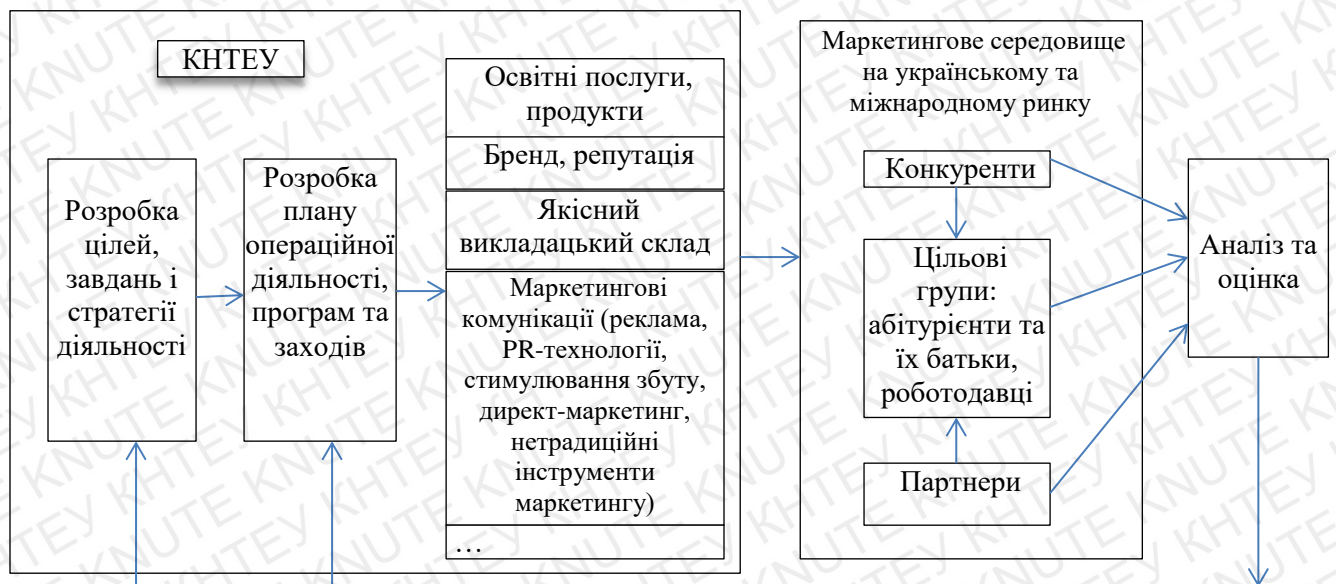 КНТЕУ
Розробка
цілей,
завдань і
стратегії
діяльності
Розробка
плану
операційної
діяльності,
програм та
заходів
Освітні послуги,
продукти
Бренд, репутація
Якісний
викладацький склад
Маркетингові
комунікації (реклама,
PR-технології,
стимулювання збуту,
директ-маркетинг,
нетрадиційні
інструменти
маркетингу)
…
Маркетингове середовище
на українському та
міжнародному ринку
Конкуренти
Цільові
групи:
абітурієнти та
їх батьки,
роботодавці
Партнери
Аналіз та
оцінка